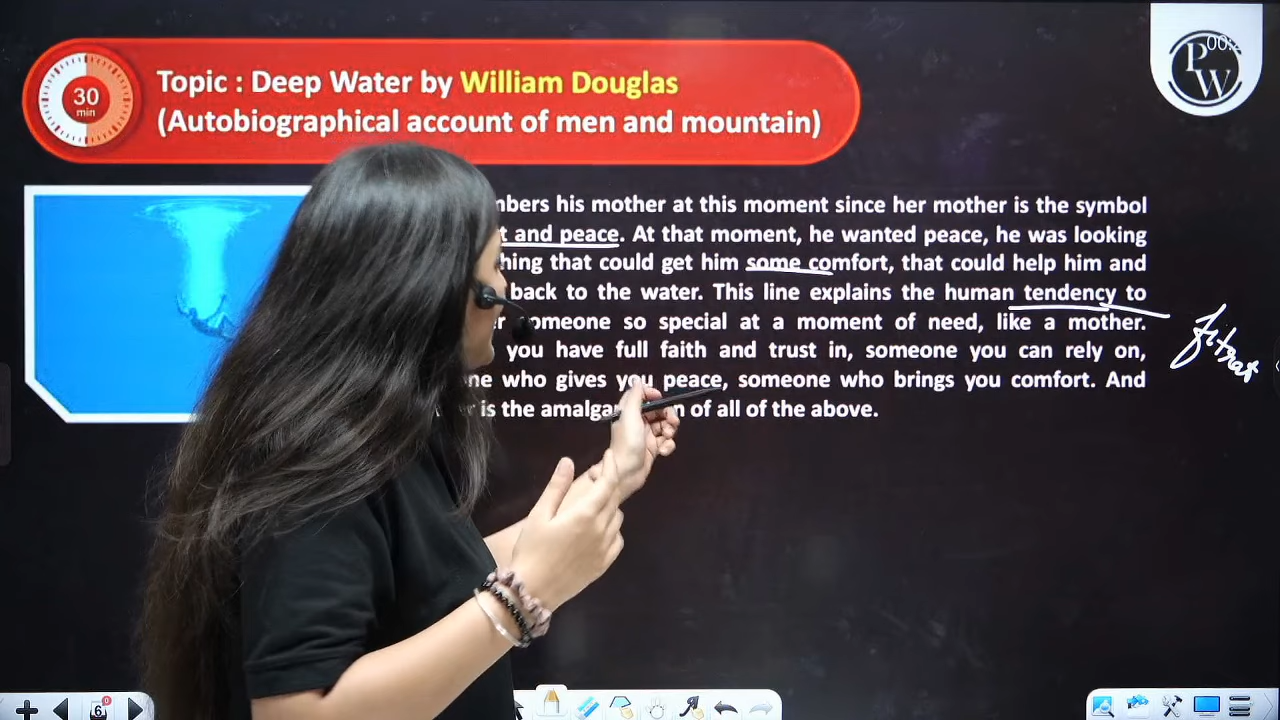 30
min
Topic : Deep Water by William Douglas
(Autobiographical account of men and mountain)
PW
his mother at this moment since her mother is the symbol
and peace. At that moment, he wanted peace, he was looking
that could get him some comfort, that could help him and
back to the water. This line explains the human tendency to
someone so special at a moment of need, like a mother.
you have full faith and trust in, someone you can rely on,
who gives you peace, someone who brings you comfort. And
is the of all of the above.
fitrat
6